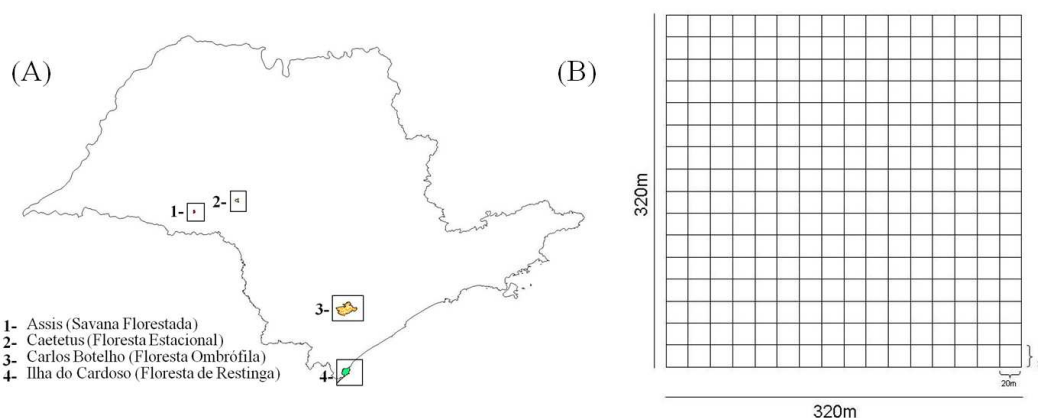 (A)
1-
2-
3-
4-
1- Assis (Savana Florestada)
2- Caetetus (Floresta Estacional)
3- Carlos Botelho (Floresta Ombrófila)
4- Ilha do Cardoso (Floresta de Restinga)
(B)
320m
20m
320m